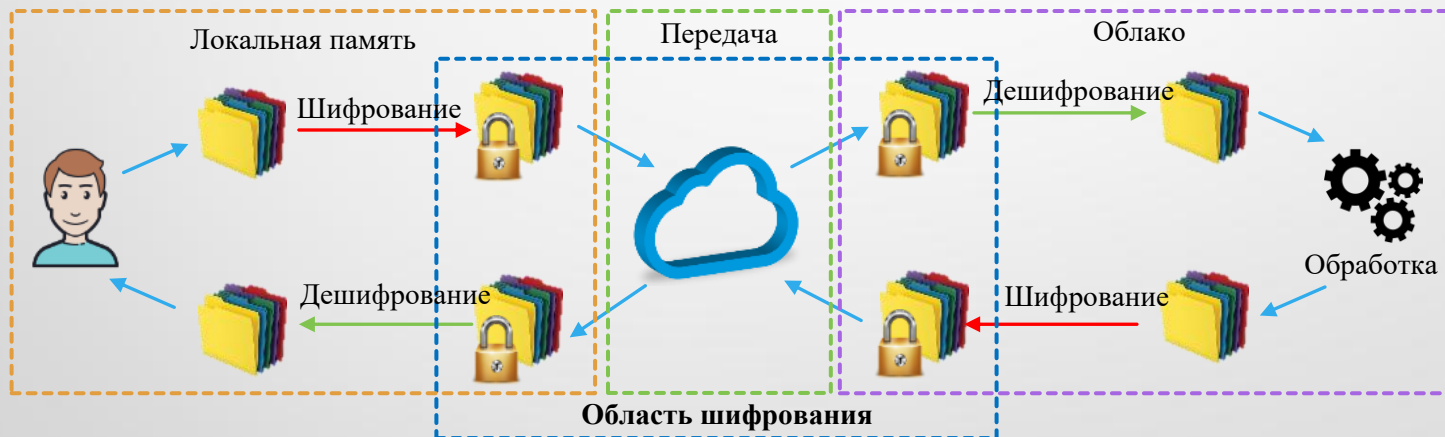 Локальная память
Передача
Облако
Шифрование
Дешифрование
Обработка
Дешифрование
Шифрование
Область шифрования